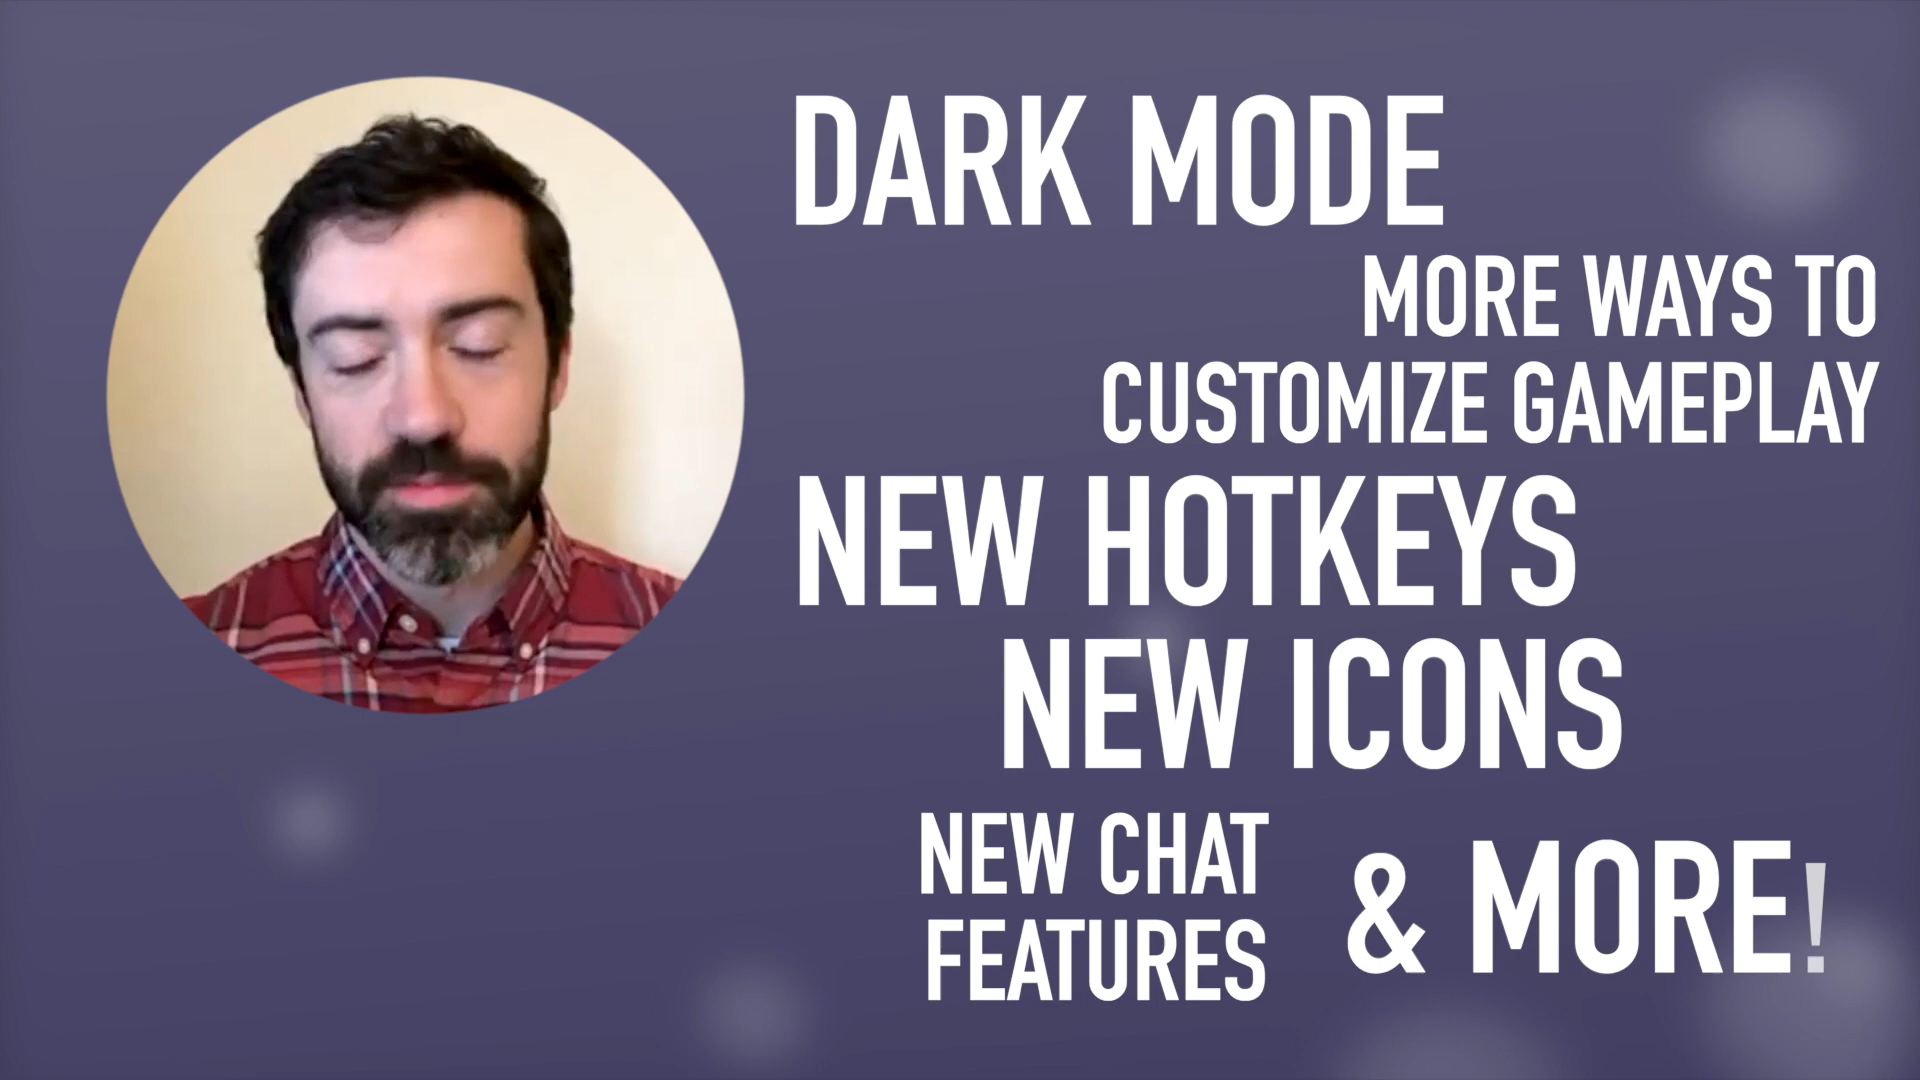 DARK MODE
MORE WAYS TO
CUSTOMIZE GAMEPLAY
NEW HOTKEYS
NEW ICONS
NEW CHAT
FEATURES
& MORE!